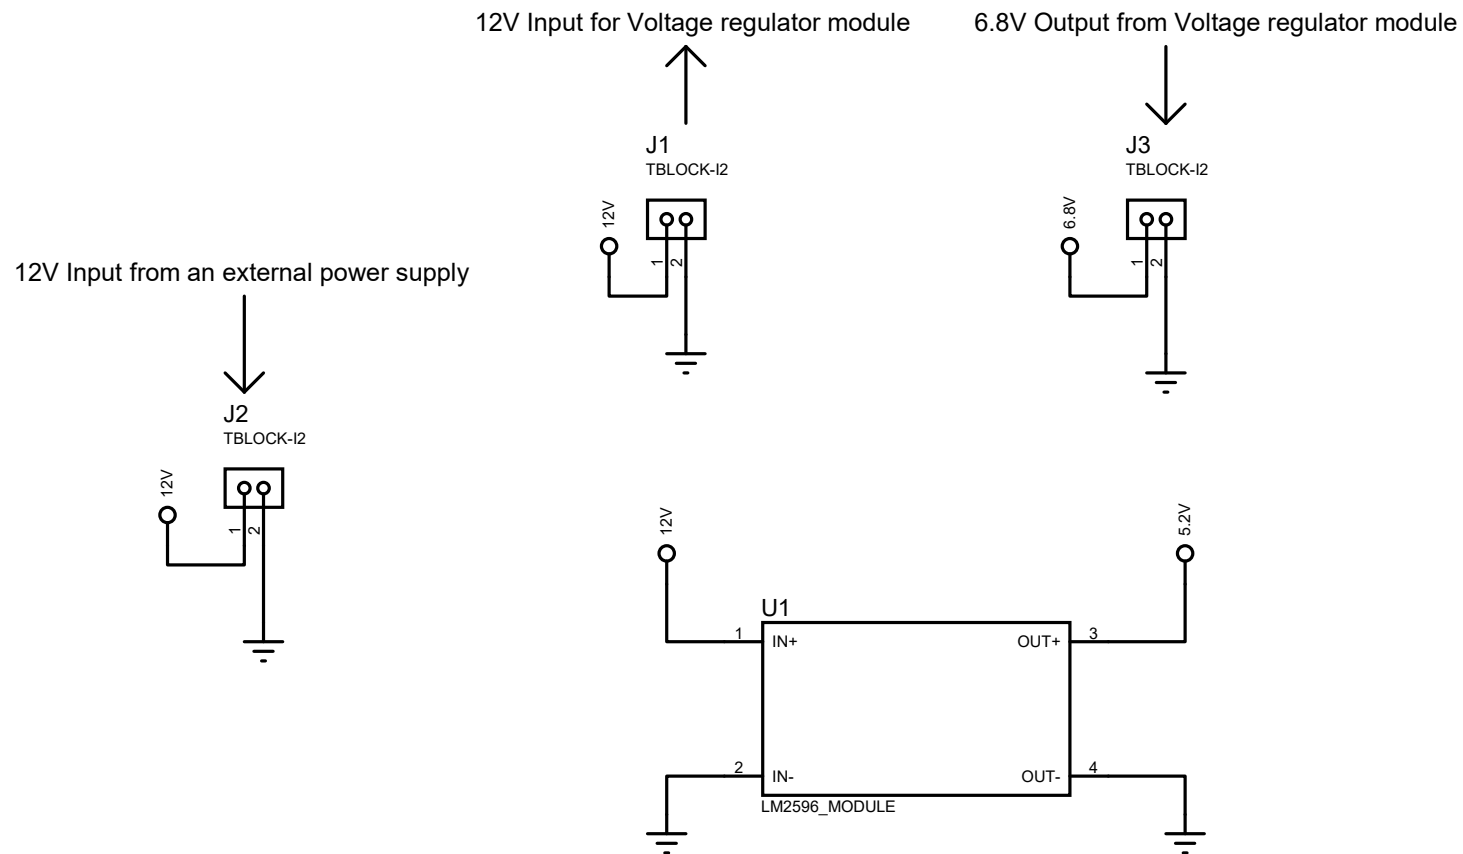 12V Input for Voltage regulator module
6.8V Output from Voltage regulator module
J1
TBLOCK-I2
12V
1
2
J3
TBLOCK-I2
6.8V
1
2
12V Input from an external power supply
J2
TBLOCK-I2
12V
1
2
12V
5.2V
U1
1
IN+
OUT+
3
2
IN-
OUT-
4
LM2596_MODULE